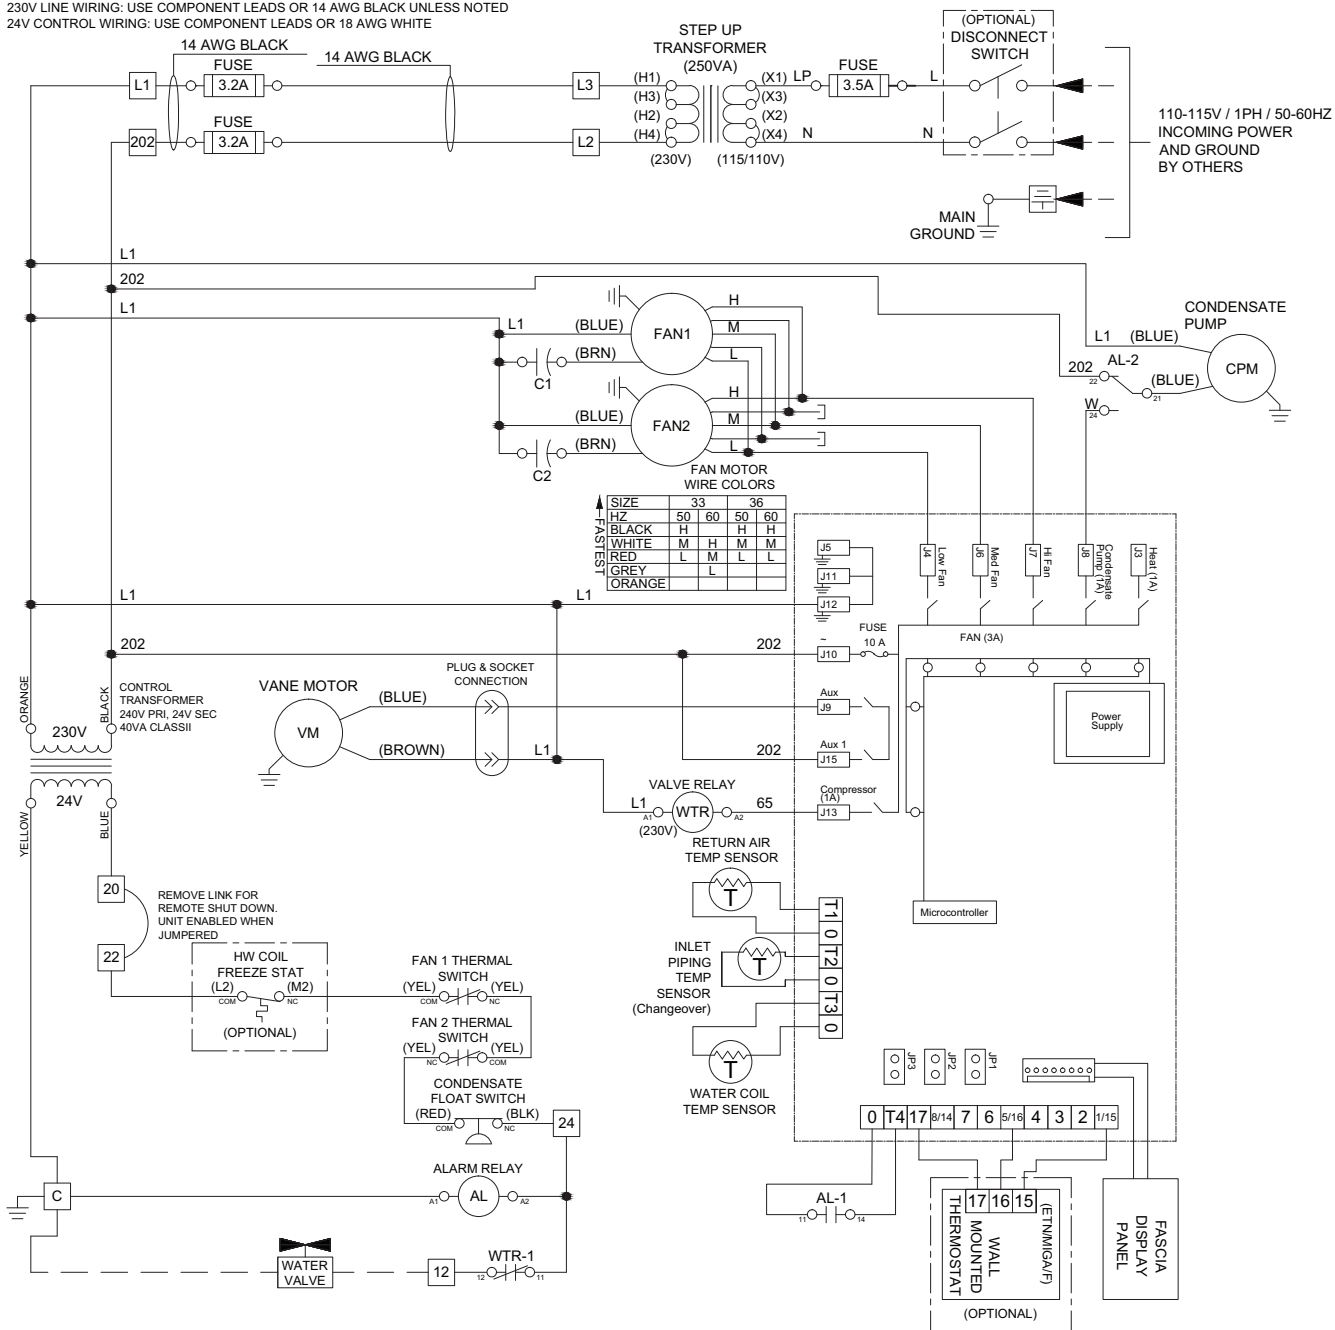 230V LINE WIRING: USE COMPONENT LEADS OR 14 AWG BLACK UNLESS NOTED
24V CONTROL WIRING: USE COMPONENT LEADS OR 18 AWG WHITE
14 AWG BLACK
14 AWG BLACK
L1
FUSE
3.2A
202
FUSE
3.2A
L3
L2
STEP UP
TRANSFORMER
(250VA)
(H1)
(H3)
(H2)
(H4)
(230V)
(X1)
(X3)
(X2)
(X4)
(115/110V)
LP
FUSE
3.5A
L
N
N
(OPTIONAL)
DISCONNECT
SWITCH
110-115V / 1PH / 50-60HZ
INCOMING POWER
AND GROUND
BY OTHERS
MAIN
GROUND
L1
202
L1
L1
(BLUE)
FAN1
(BRN)
C1
H
M
L
(BLUE)
FAN2
(BRN)
C2
H
M
L
CONDENSATE
PUMP
L1
(BLUE)
CPM
202
22
AL-2
(BLUE)
21
W
24
FAN MOTOR
WIRE COLORS
FASTEST
SIZE 33 36
HZ 50 60 50 60
BLACK H H H
WHITE M H M M
RED L M L L
GREY L
ORANGE
J5
J11
J12
J4
Low Fan
J6
Med Fan
J7
Hi Fan
J8
Condensate
Pump (1A)
J3
Heat (1A)
L1
202
202
~
J10
FUSE
10 A
FAN (3A)
ORANGE
BLACK
CONTROL
TRANSFORMER
240V PRI, 24V SEC
40VA CLASSII
230V
24V
YELLOW
BLUE
VANE MOTOR
VM
(BLUE)
(BROWN)
PLUG & SOCKET
CONNECTION
L1
Aux
J9
202
Aux 1
J15
Power
Supply
VALVE RELAY
L1
A1
WTR
A2
65
(230V)
Compressor
(1A)
J13
Microcontroller
RETURN AIR
TEMP SENSOR
T
INLET
PIPING
TEMP
SENSOR
(Changeover)
T
T
WATER COIL
TEMP SENSOR
T1
0
T2
0
T3
0
20
22
REMOVE LINK FOR
REMOTE SHUT DOWN.
UNIT ENABLED WHEN
JUMPERED
HW COIL
FREEZE STAT
(L2)
(M2)
COM
NC
(OPTIONAL)
FAN 1 THERMAL
SWITCH
(YEL)
(YEL)
COM
NC
FAN 2 THERMAL
SWITCH
(YEL)
(YEL)
NC
COM
CONDENSATE
FLOAT SWITCH
(RED)
(BLK)
COM
NC
24
JP3
JP2
JP1
0 T4 17 8/14 7 6 5/16 4 3 2 1/15
C
ALARM RELAY
A1
AL
A2
AL-1
11
14
WATER
VALVE
12
WTR-1
12
11
17 16 15
WALL
MOUNTED
THERMOSTAT
(ETN/MIGA/F)
(OPTIONAL)
FASCIA
DISPLAY
PANEL